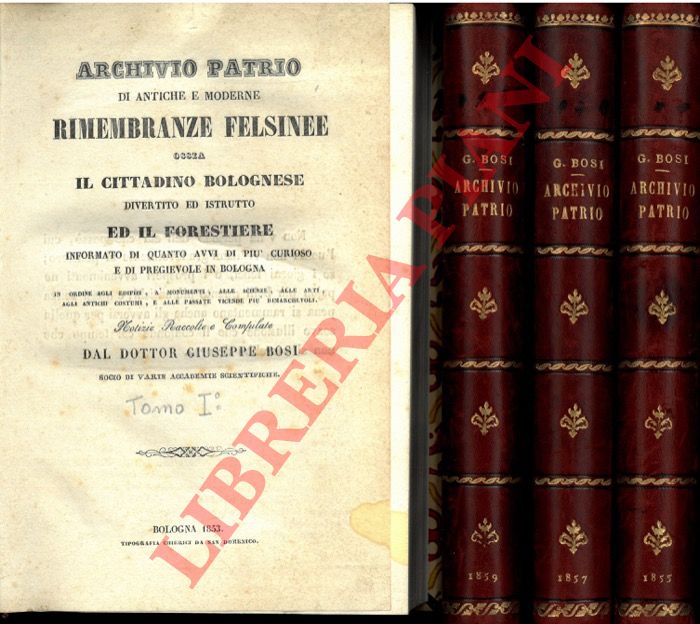 ARCHIVIO PATRIO
DI ANTICHE E MODERNE
RIMEMBRANZE FELSINEE
OSSIA
IL CITTADINO BOLOGNESE
DIVERTITO ED ISTRUTTO
ED IL FORESTIERE
INFORMATO DI QUANTO AVVI DI PIU' CURIOSO
E DI PREGIEVOLE IN BOLOGNA
IN ORDINE AGLI EDIFIZI, A' MONUMENTI, ALLE SCIENZE, ALLE ARTI,
AGLI ANTICHI COSTUMI, E ALLE PASSATE VICENDE PIU' RIMARCHEVOLI.
Notizie Raccolte e Compilate
DAL DOTTOR GIUSEPPE BOSI
SOCIO DI VARIE ACCADEMIE SCIENTIFICHE.
Tomo I°
BOLOGNA 1853.
TIPOGRAFIA CHIERICI DA SAN DOMENICO.
G. BOSI
ARCHIVIO
PATRIO
1859
G. BOSI
ARCHIVIO
PATRIO
1857
G. BOSI
ARCHIVIO
PATRIO
1855
LIBRERIA PIANI